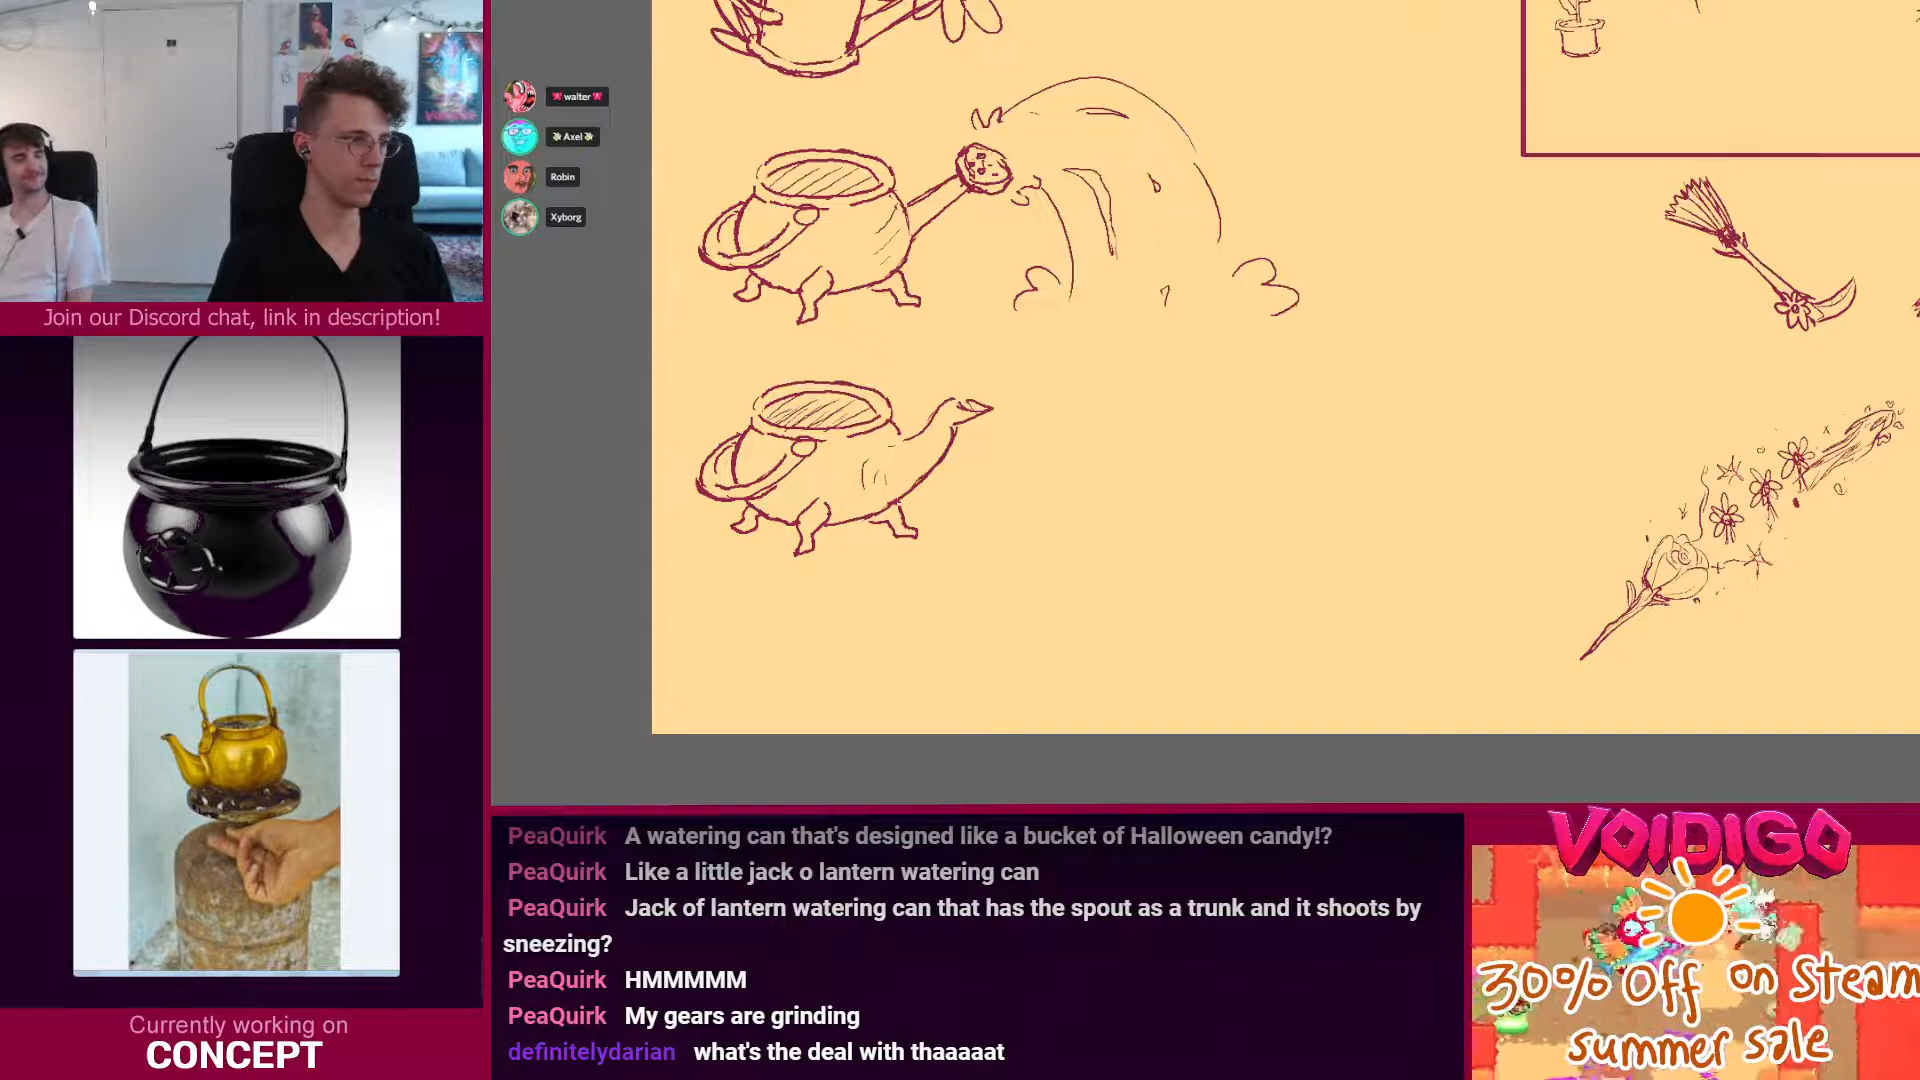 walter
Axel
Robin
Xyborg
Join our Discord chat, link in description!
Currently working on
CONCEPT
PeaQuirk A watering can that's designed like a bucket of Halloween candy!?
PeaQuirk Like a little jack o lantern watering can
PeaQuirk Jack of lantern watering can that has the spout as a trunk and it shoots by
sneezing?
PeaQuirk HMMMMM
PeaQuirk My gears are grinding
definitelydarian what's the deal with thaaaaat
VOIDIGO
30% Off on Steam
summer sale